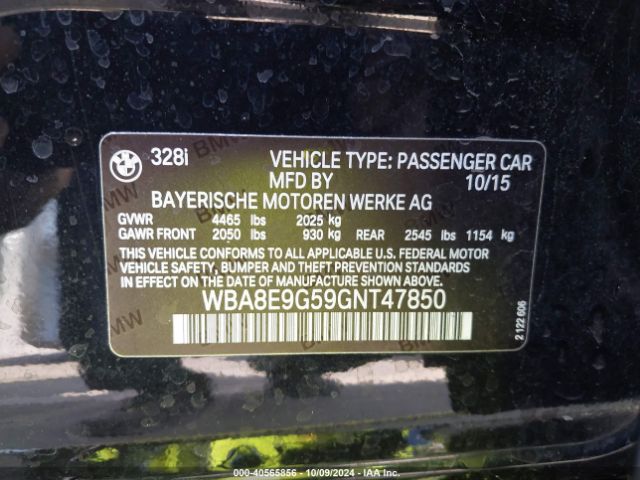 328i VEHICLE TYPE: PASSENGER CAR
MFD BY 10/15
BAYERISCHE MOTOREN WERKE AG
GVWR 4465 lbs 2025 kg
GAWR FRONT 2050 lbs 930 kg REAR 2545 lbs 1154 kg
THIS VEHICLE CONFORMS TO ALL APPLICABLE U.S. FEDERAL MOTOR
VEHICLE SAFETY, BUMPER AND THEFT PREVENTION STANDARDS
IN EFFECT ON THE DATE OF MANUFACTURE SHOWN ABOVE.
WBA8E9G59GNT47850
2 122 606
000-40565856 - 10/09/2024 - IAA Inc.